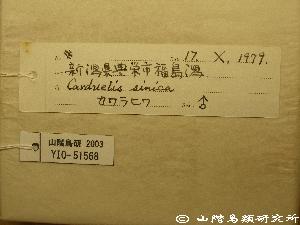 17. X, 1979.
新潟県豊栄市福島潟
Carduelis sinica
カワラヒワ ♂
山階鳥研 2003
YIO-51568
© 山階鳥類研究所